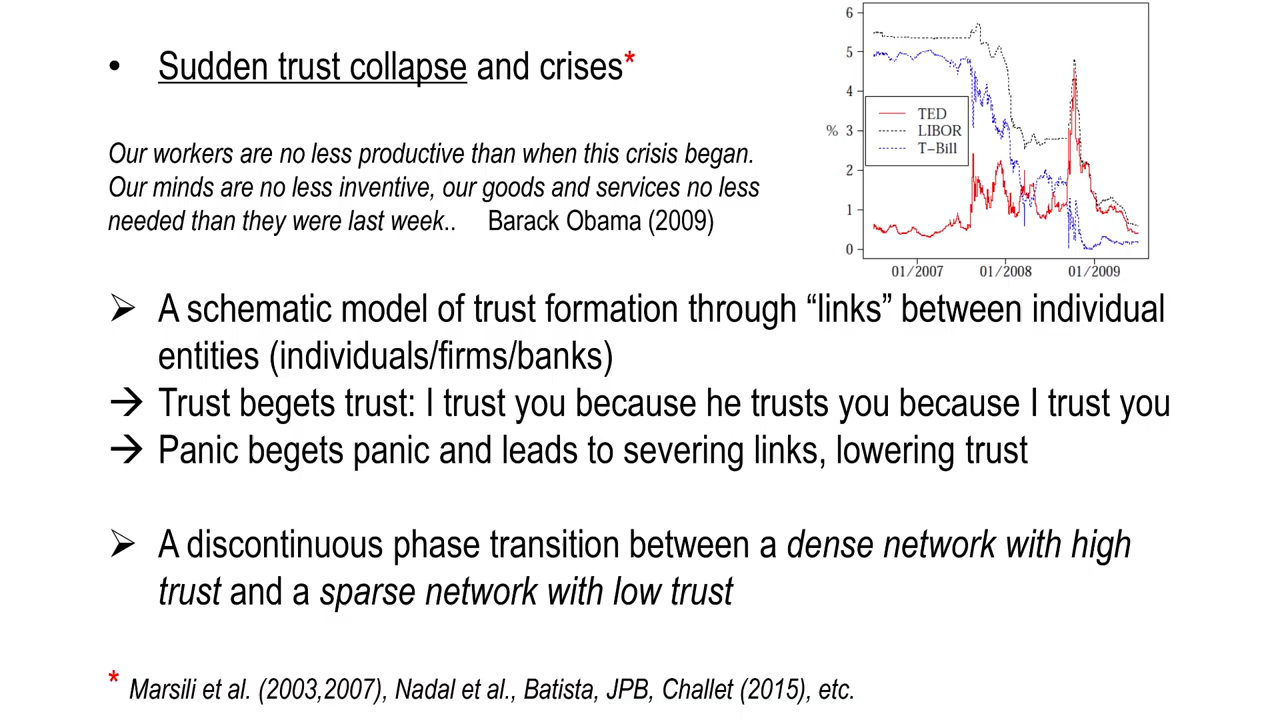 • Sudden trust collapse and crises*
Our workers are no less productive than when this crisis began.
Our minds are no less inventive, our goods and services no less
needed than they were last week.. Barack Obama (2009)
6
5
4
% 3
2
1
0
TED
LIBOR
T-Bill
01/2007 01/2008 01/2009
➢ A schematic model of trust formation through “links” between individual
entities (individuals/firms/banks)
→ Trust begets trust: I trust you because he trusts you because I trust you
→ Panic begets panic and leads to severing links, lowering trust
➢ A discontinuous phase transition between a dense network with high
trust and a sparse network with low trust
* Marsili et al. (2003,2007), Nadal et al., Batista, JPB, Challet (2015), etc.